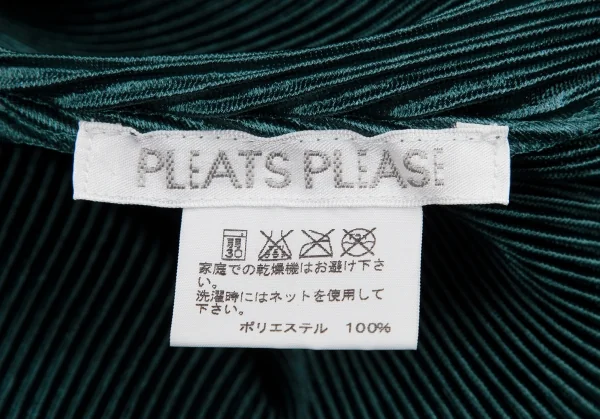 PLEATS PLEASE
弱
30
家庭での乾燥機はお避け下さ
い。
洗濯時にはネットを使用して
下さい。
ポリエステル 100%